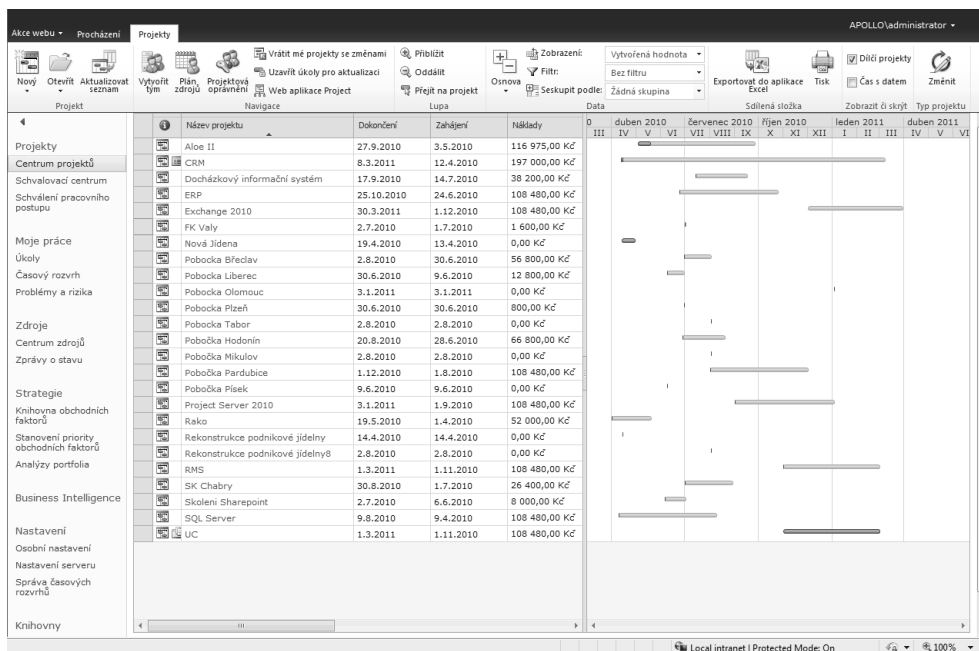 APOLLO\administrator
Akce webu Procházení Projekty
Nový Otevřít Aktualizovat seznam
Projekt
Vytvořit tým Plán zdrojů Projektová oprávnění
Vrátit mé projekty se změnami
Uzavřít úkoly pro aktualizaci
Web aplikace Project
Navigace
Přiblížit
Oddálit
Přejít na projekt
Lupa
Osnova
Zobrazení: Vytvořená hodnota
Filtr: Bez filtru
Seskupit podle: Žádná skupina
Data
Exportovat do aplikace Excel Tisk
Sdílená složka
Dílčí projekty
Čas s datem
Zobrazit či skrýt
Změnit
Typ projektu
Projekty
Centrum projektů
Schvalovací centrum
Schválení pracovního
postupu
Moje práce
Úkoly
Časový rozvrh
Problémy a rizika
Zdroje
Centrum zdrojů
Zprávy o stavu
Strategie
Knihovna obchodních
faktorů
Stanovení priority
obchodních faktorů
Analýzy portfolia
Business Intelligence
Nastavení
Osobní nastavení
Nastavení serveru
Správa časových
rozvrhů
Knihovny
Název projektu Dokončení Zahájení Náklady
0 duben 2010 červenec 2010 říjen 2010 leden 2011 duben 2011
III IV V VI VII VIII IX X XI XII I II III IV V VI
Aloe II 27.9.2010 3.5.2010 116 975,00 Kč
CRM 8.3.2011 12.4.2010 197 000,00 Kč
Docházkový informační systém 17.9.2010 14.7.2010 38 200,00 Kč
ERP 25.10.2010 24.6.2010 108 480,00 Kč
Exchange 2010 30.3.2011 1.12.2010 108 480,00 Kč
FK Valy 2.7.2010 1.7.2010 1 600,00 Kč
Nová Jídena 19.4.2010 13.4.2010 0,00 Kč
Pobocka Břeclav 2.8.2010 30.6.2010 56 800,00 Kč
Pobocka Liberec 30.6.2010 9.6.2010 12 800,00 Kč
Pobocka Olomouc 3.1.2011 3.1.2011 0,00 Kč
Pobocka Plzeň 30.6.2010 30.6.2010 800,00 Kč
Pobocka Tabor 2.8.2010 2.8.2010 0,00 Kč
Pobočka Hodonín 20.8.2010 28.6.2010 66 800,00 Kč
Pobočka Mikulov 2.8.2010 2.8.2010 0,00 Kč
Pobočka Pardubice 1.12.2010 1.8.2010 108 480,00 Kč
Pobočka Písek 9.6.2010 9.6.2010 0,00 Kč
Project Server 2010 3.1.2011 1.9.2010 108 480,00 Kč
Rako 19.5.2010 1.4.2010 52 000,00 Kč
Rekonstrukce podnikové jídelny 14.4.2010 14.4.2010 0,00 Kč
Rekonstrukce podnikové jídelny8 2.8.2010 2.8.2010 0,00 Kč
RMS 1.3.2011 1.11.2010 108 480,00 Kč
SK Chabry 30.8.2010 1.7.2010 26 400,00 Kč
Skoleni Sharepoint 2.7.2010 6.6.2010 8 000,00 Kč
SQL Server 9.8.2010 9.4.2010 108 480,00 Kč
UC 1.3.2011 1.11.2010 108 480,00 Kč
Local intranet | Protected Mode: On 100%